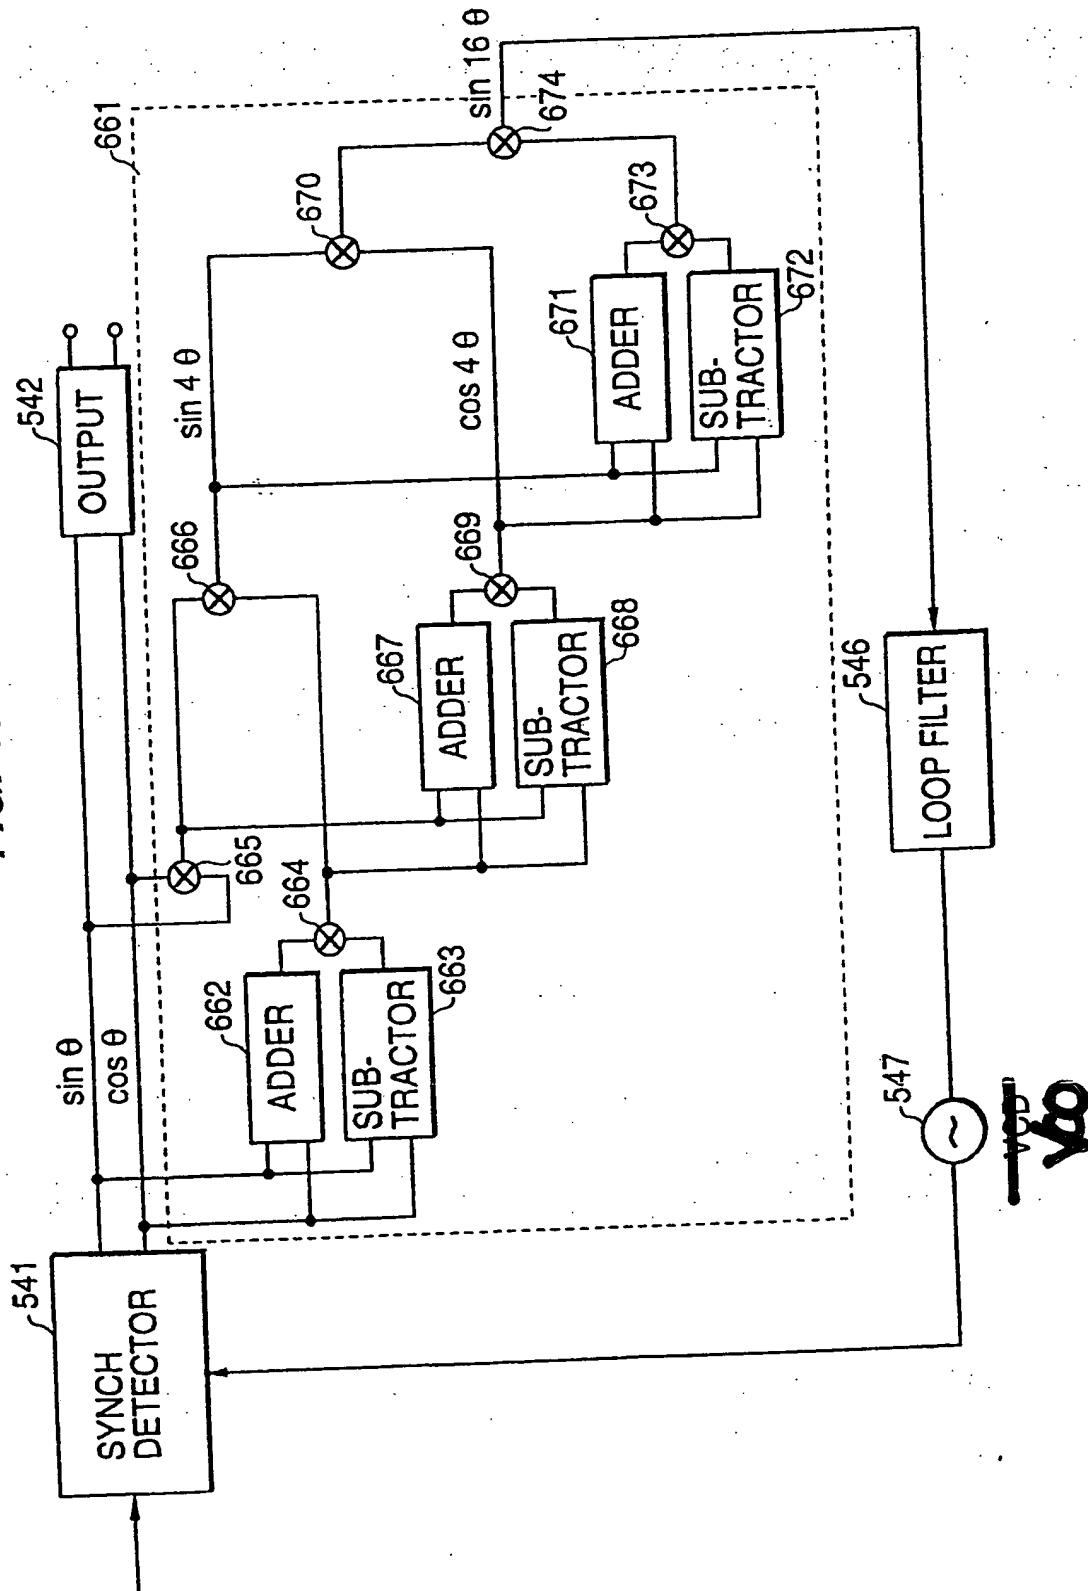 541
SYNCH
DETECTOR
sin θ
cos θ
542
OUTPUT
661
662
ADDER
663
SUB-
TRACTOR
664
665
666
667
ADDER
668
SUB-
TRACTOR
669
sin 4 θ
cos 4 θ
670
671
ADDER
672
SUB-
TRACTOR
673
674
sin 16 θ
546
LOOP FILTER
547
VCO